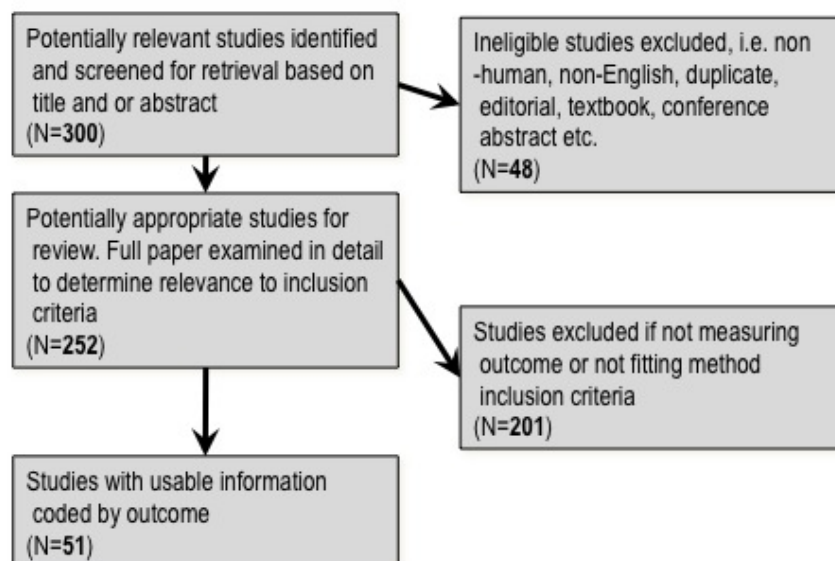 Potentially relevant studies identified
and screened for retrieval based on
title and or abstract
(N=300)
Ineligible studies excluded, i.e. non
-human, non-English, duplicate,
editorial, textbook, conference
abstract etc.
(N=48)
Potentially appropriate studies for
review. Full paper examined in detail
to determine relevance to inclusion
criteria
(N=252)
Studies excluded if not measuring
outcome or not fitting method
inclusion criteria
(N=201)
Studies with usable information
coded by outcome
(N=51)